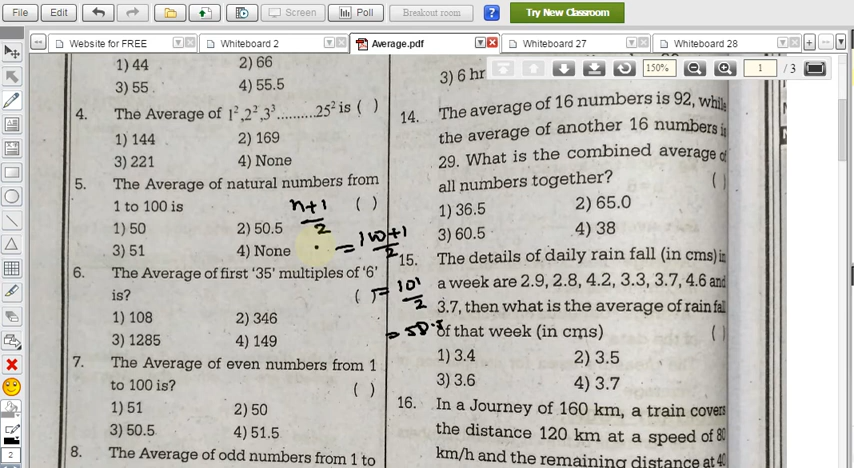 File
Edit
Screen
Poll
Breakout room
?
Try New Classroom
Website for FREE
Whiteboard 2
Average.pdf
Whiteboard 27
Whiteboard 28
150%
1 / 3
1) 44 2) 66
3) 55 4) 55.5
4. The Average of 1²,2²,3³..........25² is ( )
1) 144 2) 169
3) 221 4) None
5. The Average of natural numbers from
1 to 100 is ( )
1) 50 2) 50.5
3) 51 4) None
n+1
2
= 100+1
2
= 101
2
= 50.5
6. The Average of first '35' multiples of '6'
is? ( )
1) 108 2) 346
3) 1285 4) 149
7. The Average of even numbers from 1
to 100 is? ( )
1) 51 2) 50
3) 50.5 4) 51.5
8. The Average of odd numbers from 1 to
3) 6 hr
14. The average of 16 numbers is 92, while
the average of another 16 numbers is
29. What is the combined average of
all numbers together? ( )
1) 36.5 2) 65.0
3) 60.5 4) 38
15. The details of daily rain fall (in cms) in
a week are 2.9, 2.8, 4.2, 3.3, 3.7, 4.6 and
3.7, then what is the average of rain fall
of that week (in cms) ( )
1) 3.4 2) 3.5
3) 3.6 4) 3.7
16. In a Journey of 160 km, a train covers
the distance 120 km at a speed of 80
km/h and the remaining distance at 40
2